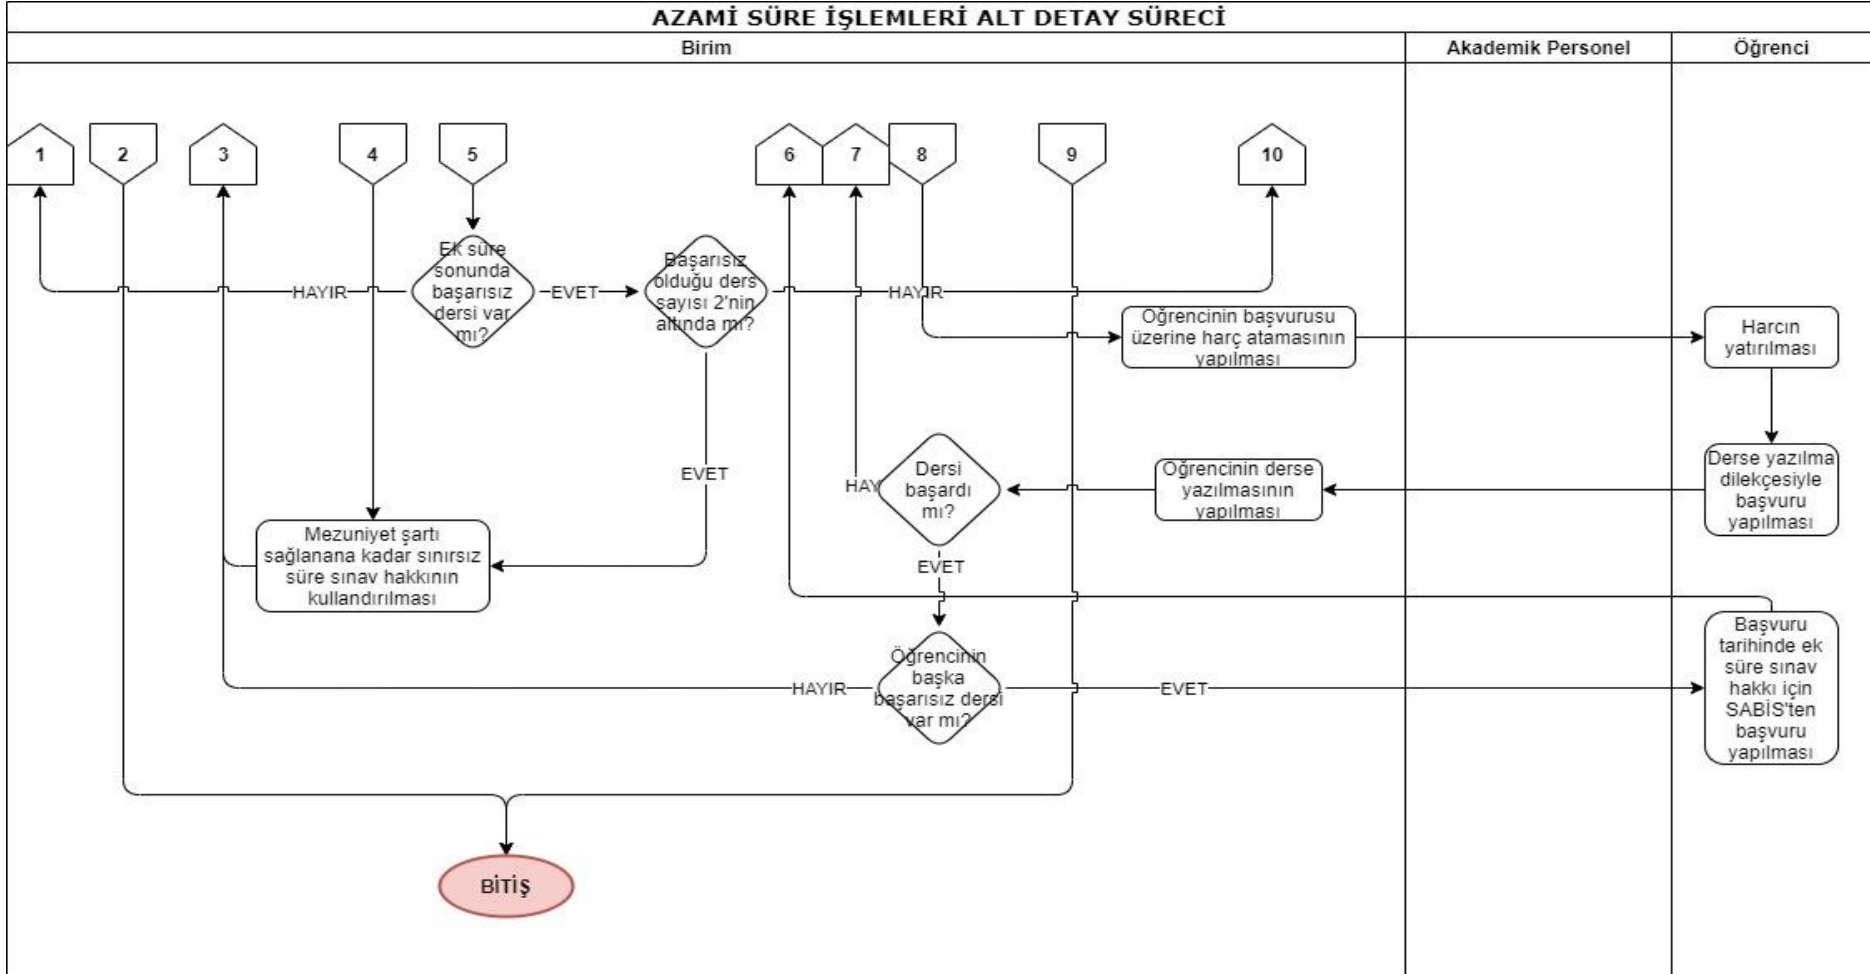 AZAMİ SÜRE İŞLEMLERİ ALT DETAY SÜRECİ
Birim
Akademik Personel
Öğrenci
1
2
3
4
5
6
7
8
9
10
Ek süre
sonunda
başarısız
dersi var
mı?
HAYIR
EVET
Başarısız
olduğu ders
sayısı 2'nin
altında mı?
HAYIR
EVET
Öğrencinin başvurusu
üzerine harç atamasının
yapılması
Harcın
yatırılması
Derse yazılma
dilekçesiyle
başvuru
yapılması
Öğrencinin derse
yazılmasının
yapılması
Dersi
başardı
mı?
HAY
EVET
Mezuniyet şartı
sağlanana kadar sınırsız
süre sınav hakkının
kullandırılması
Öğrencinin
başka
başarısız dersi
var mı?
HAYIR
EVET
Başvuru
tarihinde ek
süre sınav
hakkı için
SABİS'ten
başvuru
yapılması
BİTİŞ